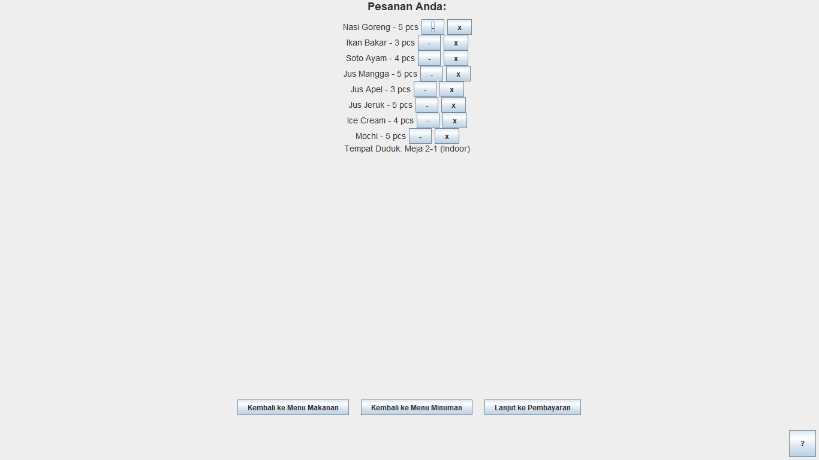 Pesanan Anda:
Nasi Goreng - 5 pcs - x
Ikan Bakar - 3 pcs - x
Soto Ayam - 4 pcs - x
Jus Mangga - 5 pcs - x
Jus Apel - 3 pcs - x
Jus Jeruk - 5 pcs - x
Ice Cream - 4 pcs - x
Mochi - 5 pcs - x
Tempat Duduk: Meja 2-1 (Indoor)
Kembali ke Menu Makanan Kembali ke Menu Minuman Lanjut ke Pembayaran
?